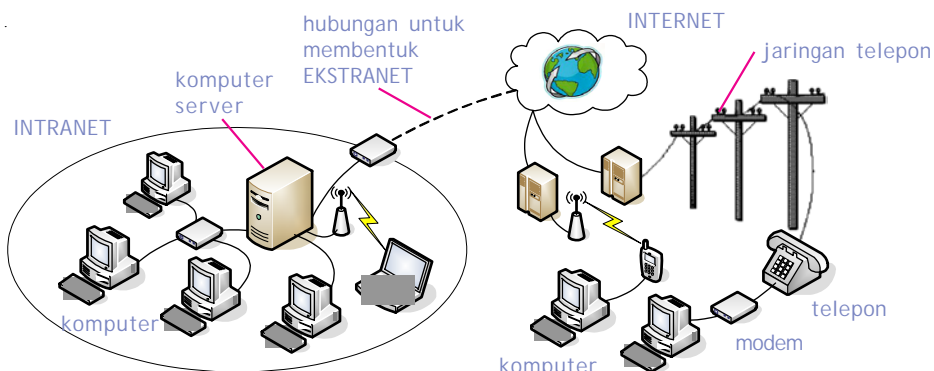 hubungan untuk
membentuk
EKSTRANET
INTERNET
jaringan telepon
komputer
server
INTRANET
komputer
telepon
modem
komputer